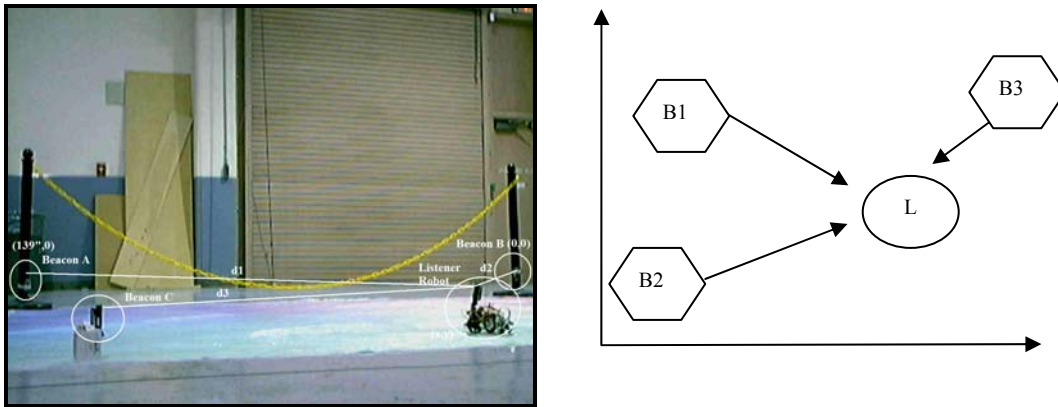 (139",0)
Beacon A
Beacon B (0,0)
d1
d2
Listener
Robot
d3
Beacon C
B1
B3
L
B2